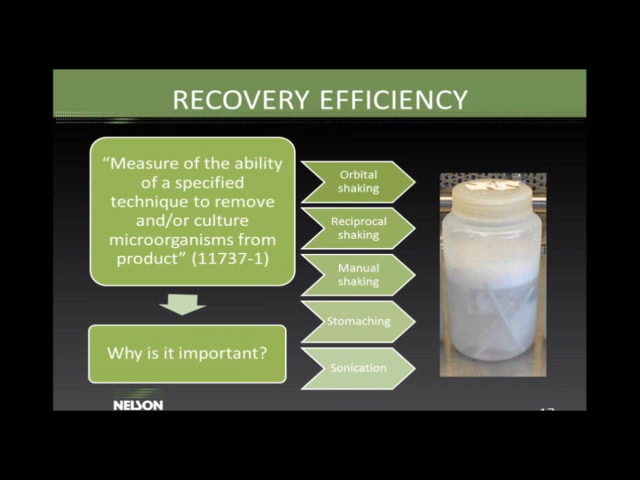 RECOVERY EFFICIENCY
“Measure of the ability
of a specified
technique to remove
and/or culture
microorganisms from
product” (11737-1)
Why is it important?
Orbital
shaking
Reciprocal
shaking
Manual
shaking
Stomaching
Sonication
NELSON